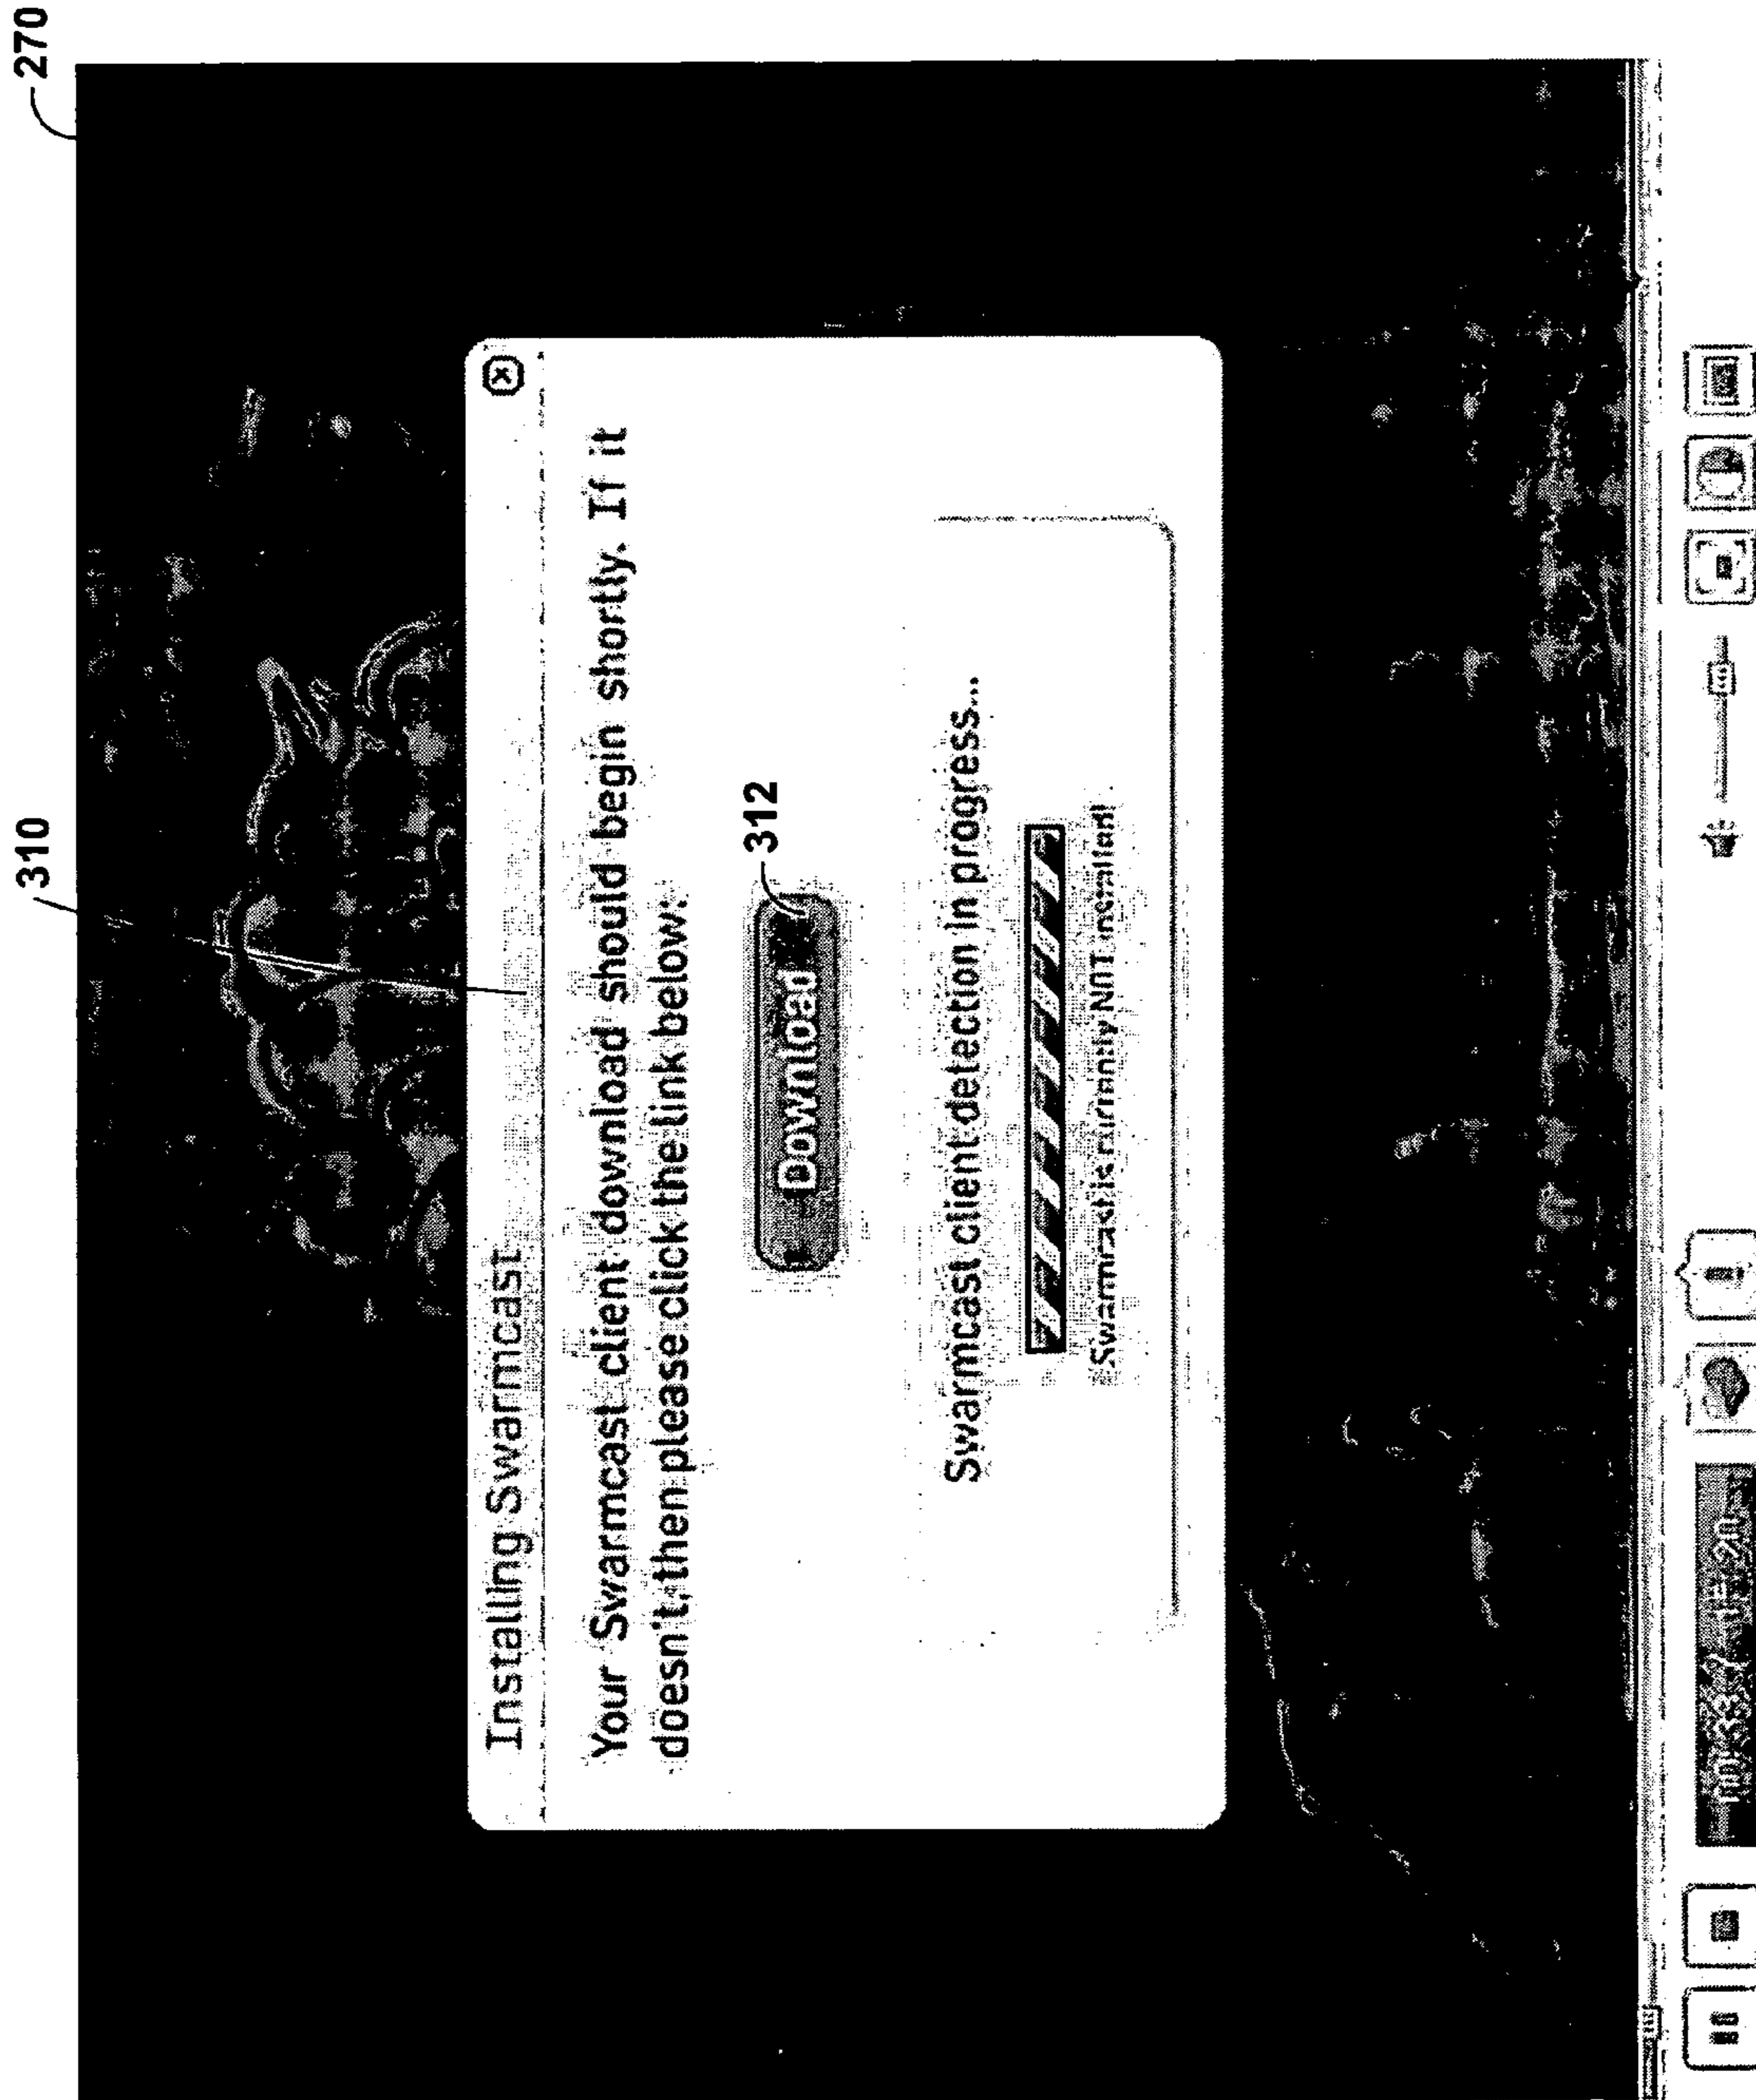 270
310
Installing Swarmcast
Your Swarmcast client download should begin shortly. If it
doesn't, then please click the link below:
Download
312
Swarmcast client detection in progress...
Swarmcast is currently NOT installed!